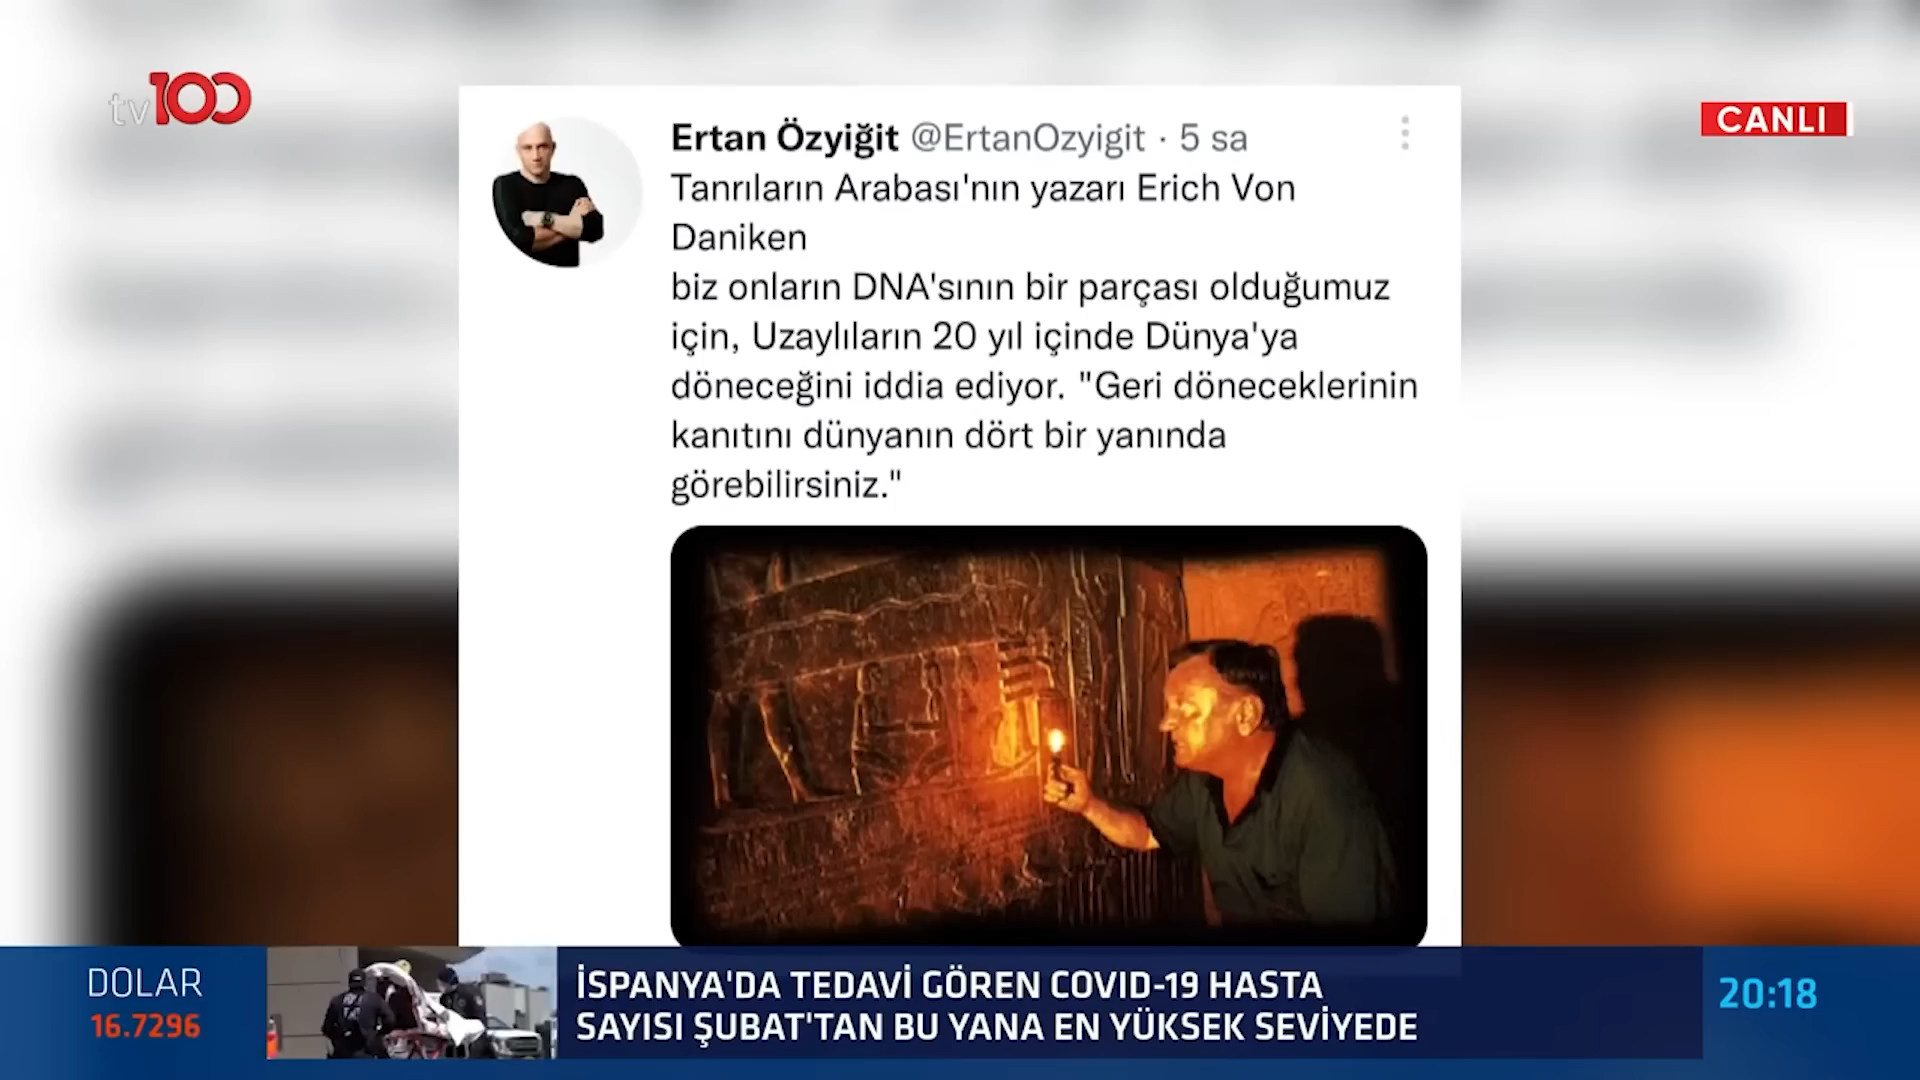 tv100
CANLI
Ertan Özyiğit @ErtanOzyigit · 5 sa
Tanrıların Arabası'nın yazarı Erich Von
Daniken
biz onların DNA'sının bir parçası olduğumuz
için, Uzaylıların 20 yıl içinde Dünya'ya
döneceğini iddia ediyor. "Geri döneceklerinin
kanıtını dünyanın dört bir yanında
görebilirsiniz."
DOLAR
16.7296
İSPANYA'DA TEDAVİ GÖREN COVID-19 HASTA
SAYISI ŞUBAT'TAN BU YANA EN YÜKSEK SEVİYEDE
20:18